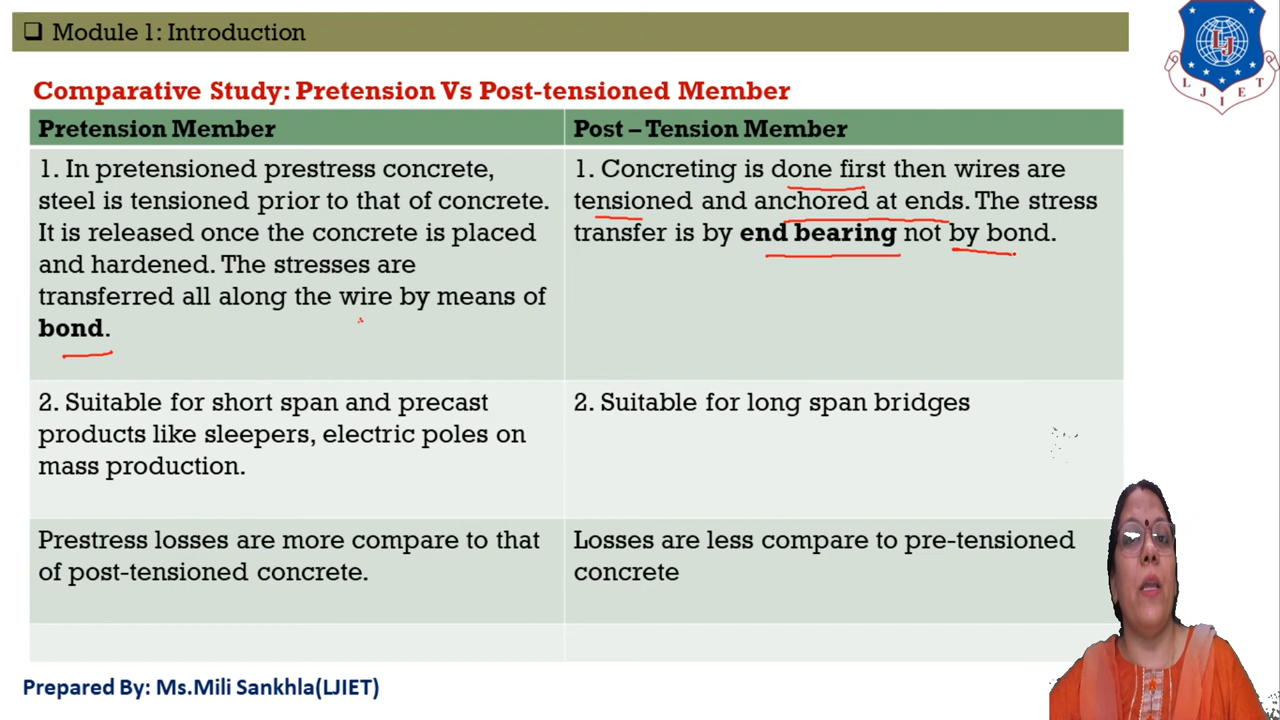 ❑ Module 1: Introduction
LJ
L J I E T
Comparative Study: Pretension Vs Post-tensioned Member
Pretension Member
Post – Tension Member
1. In pretensioned prestress concrete,
steel is tensioned prior to that of concrete.
It is released once the concrete is placed
and hardened. The stresses are
transferred all along the wire by means of
bond.
1. Concreting is done first then wires are
tensioned and anchored at ends. The stress
transfer is by end bearing not by bond.
2. Suitable for short span and precast
products like sleepers, electric poles on
mass production.
2. Suitable for long span bridges
Prestress losses are more compare to that
of post-tensioned concrete.
Losses are less compare to pre-tensioned
concrete
Prepared By: Ms.Mili Sankhla(LJIET)